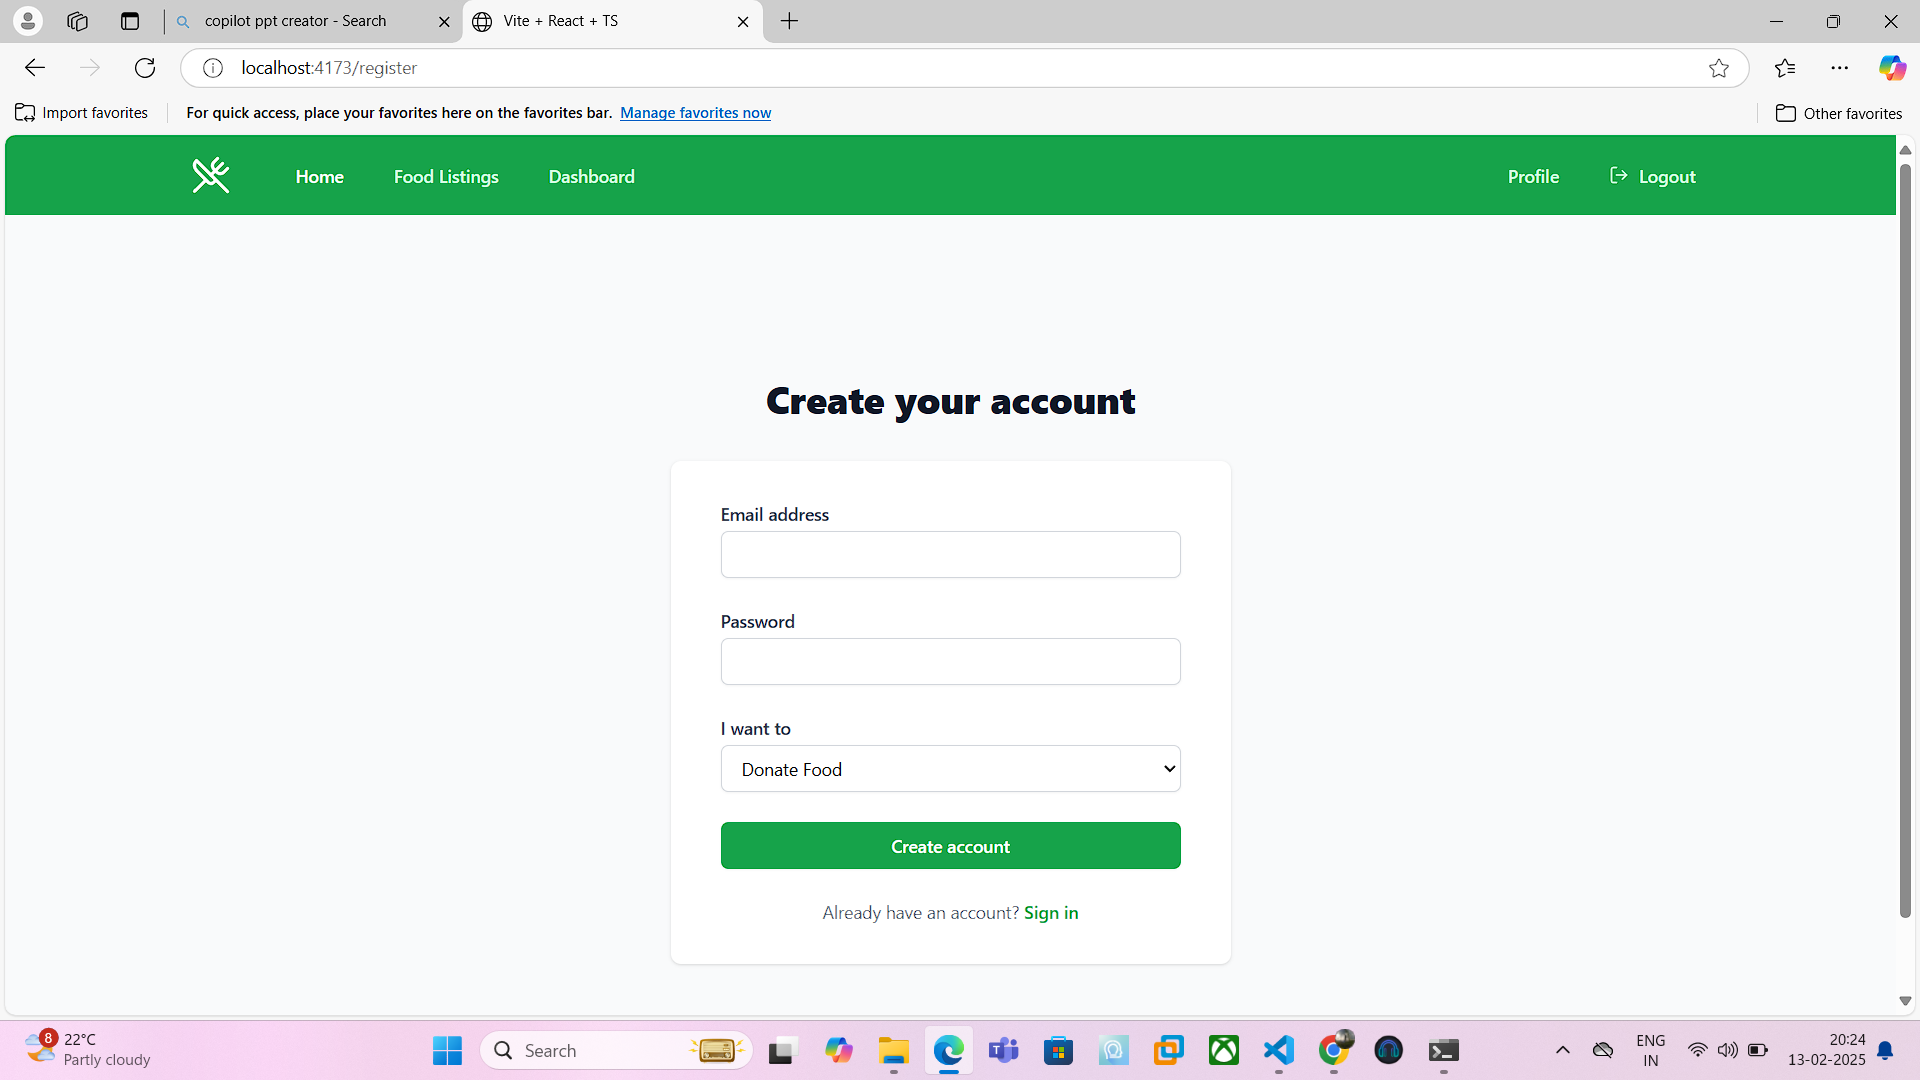 copilot ppt creator - Search
Vite + React + TS
localhost:4173/register
Import favorites
For quick access, place your favorites here on the favorites bar. Manage favorites now
Other favorites
Home
Food Listings
Dashboard
Profile
Logout
Create your account
Email address
Password
I want to
Donate Food
Create account
Already have an account? Sign in
8
22°C
Partly cloudy
Search
ENG
IN
20:24
13-02-2025